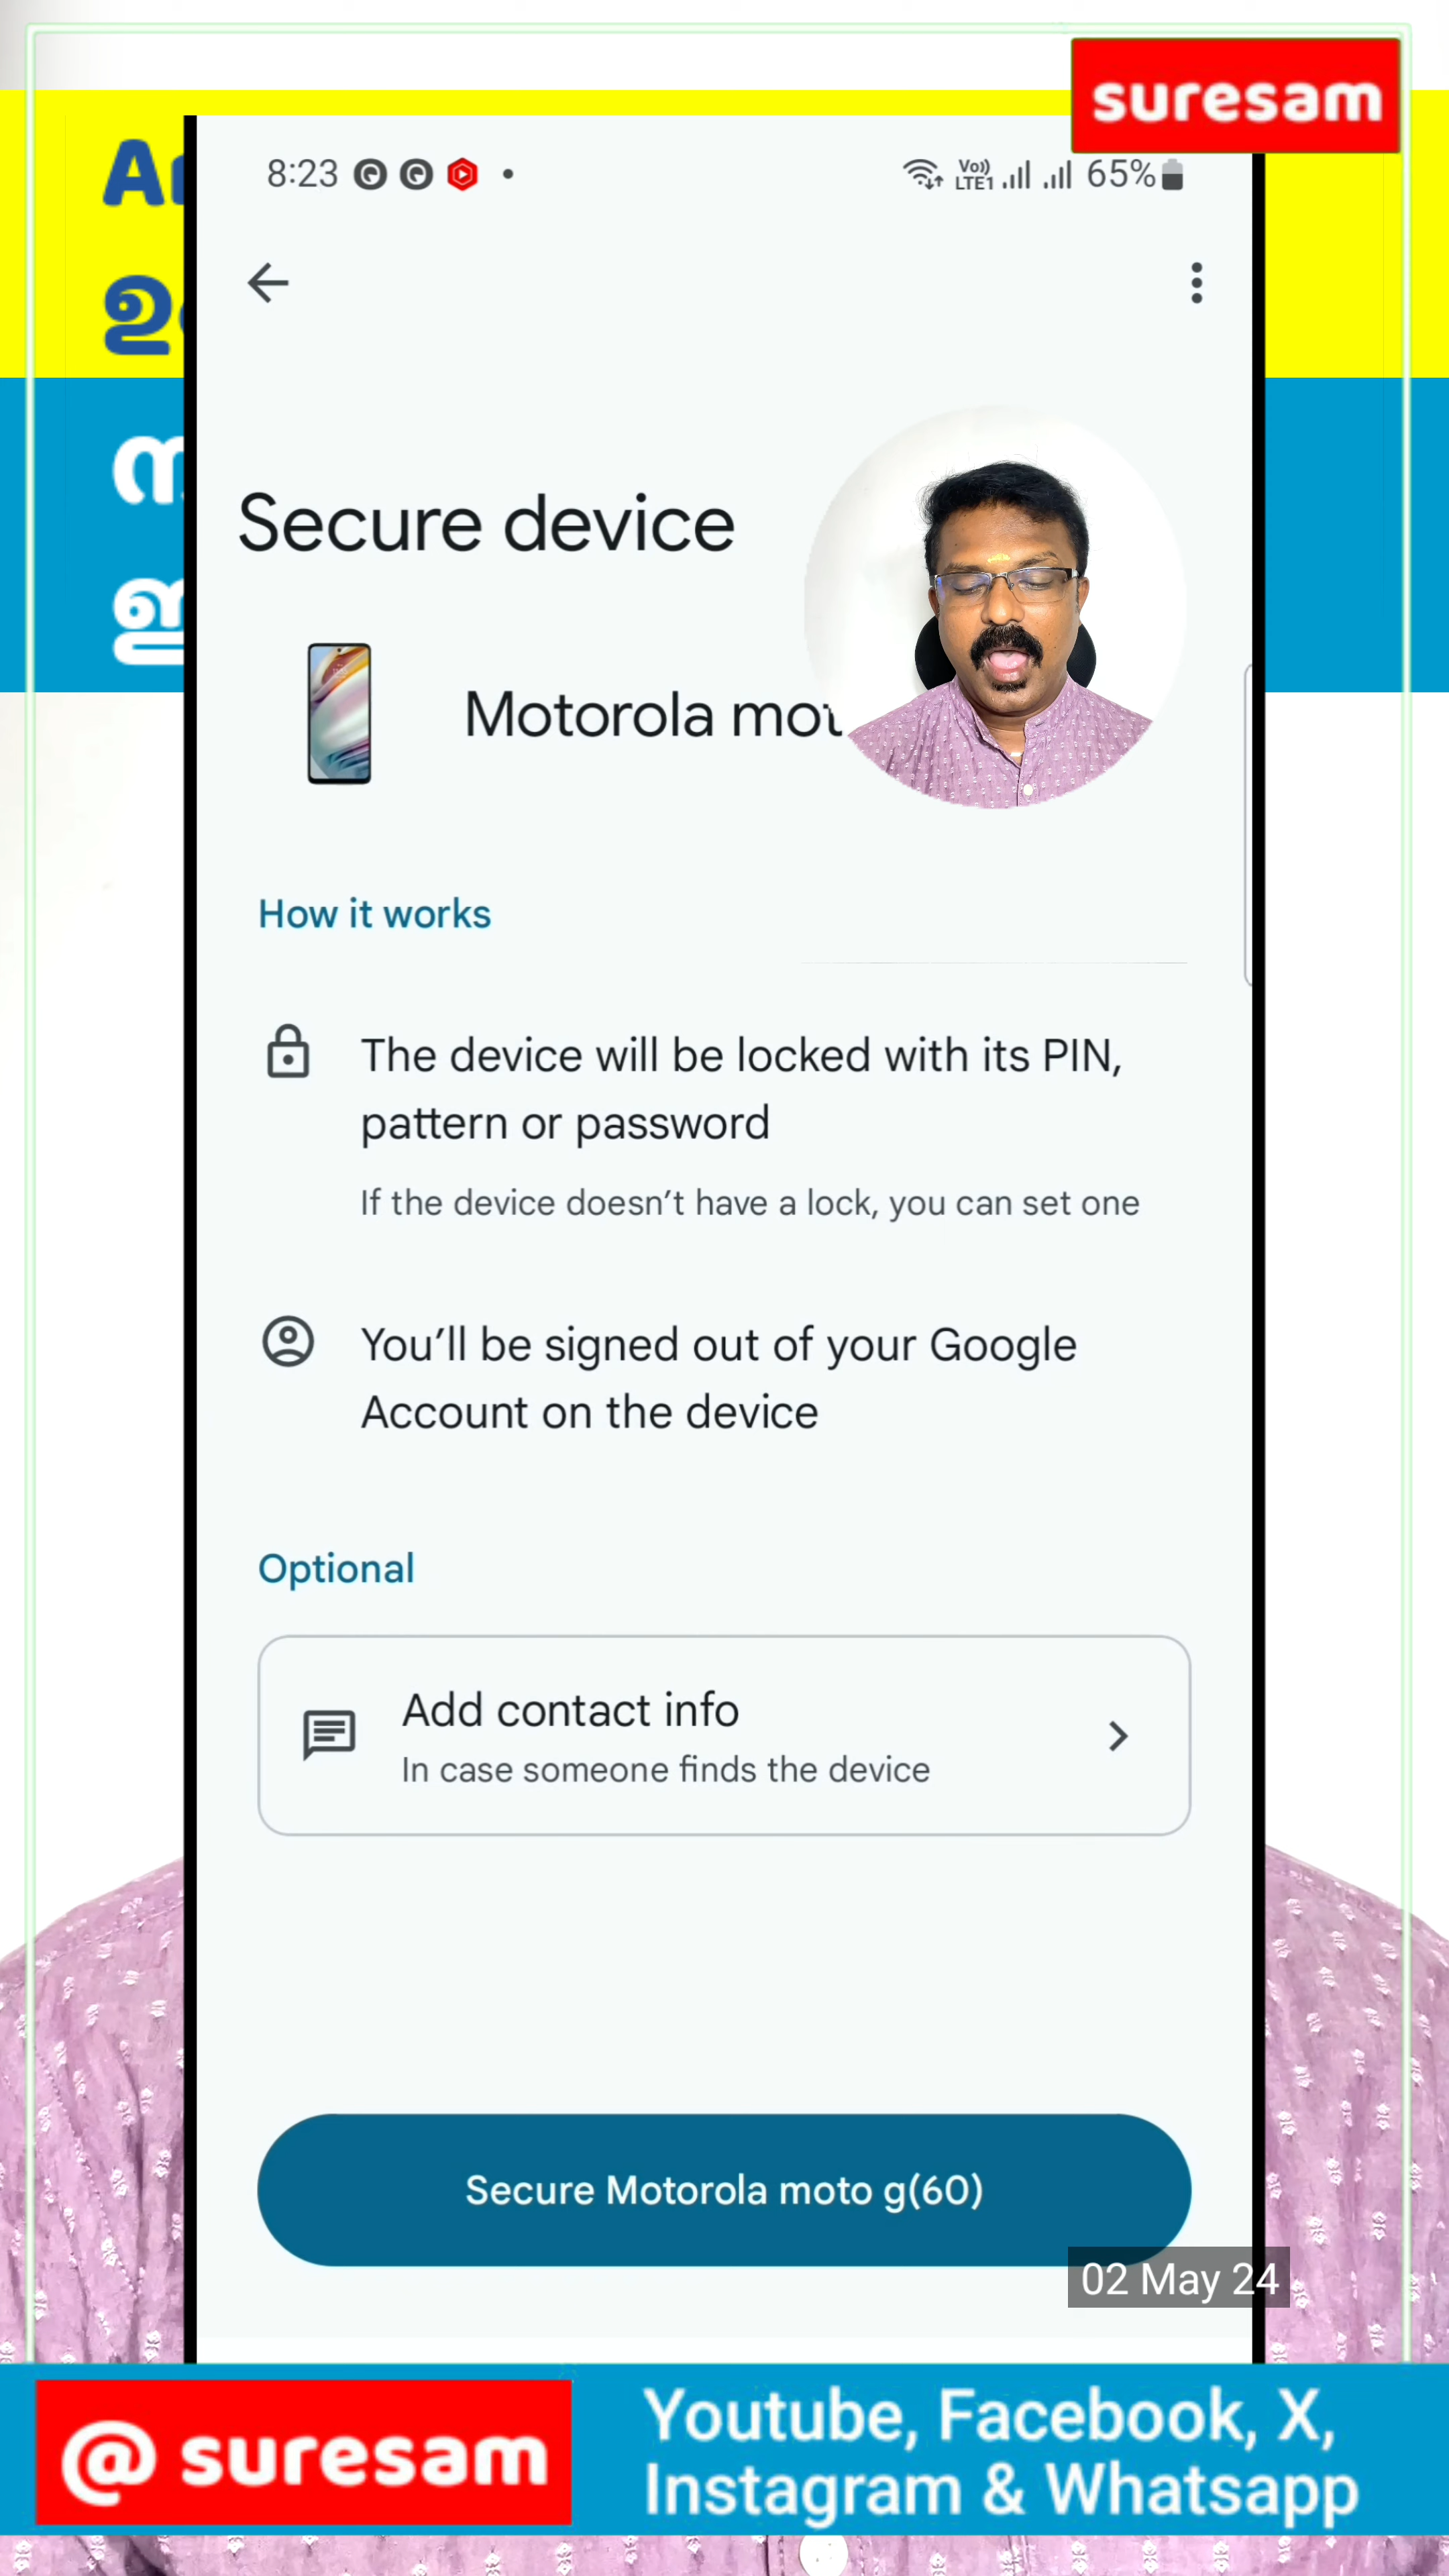 suresam
8:23
Vo)) LTE1
65%
Secure device
Motorola
How it works
The device will be locked with its PIN,
pattern or password
If the device doesn't have a lock, you can set one
You'll be signed out of your Google
Account on the device
Optional
Add contact info
In case someone finds the device
Secure Motorola moto g(60)
02 May 24
@ suresam
Youtube, Facebook, X,
Instagram & Whatsapp